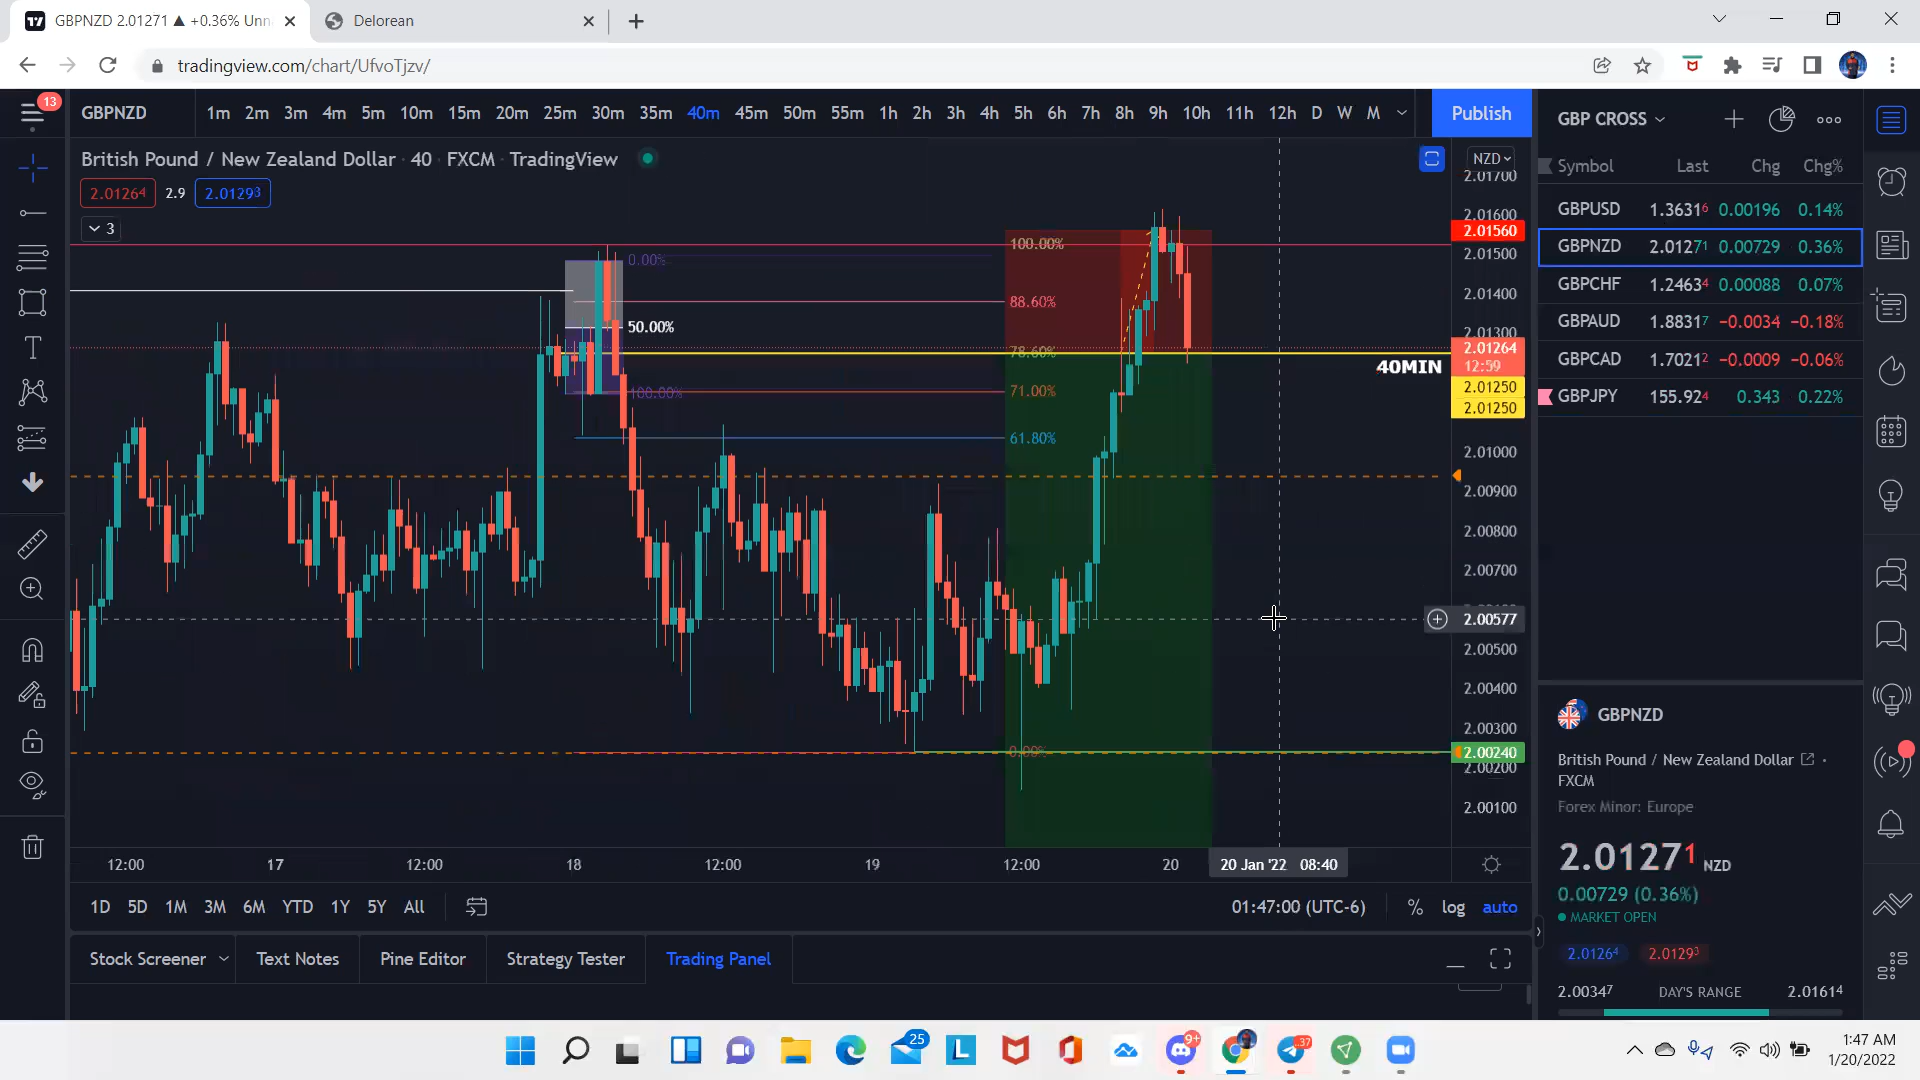 GBPNZD 2.01271 ▲ +0.36% Unn
Delorean
tradingview.com/chart/UfvoTjzv/
13
GBPNZD
1m 2m 3m 4m 5m 10m 15m 20m 25m 30m 35m 40m 45m 50m 55m 1h 2h 3h 4h 5h 6h 7h 8h 9h 10h 11h 12h D W M
Publish
British Pound / New Zealand Dollar · 40 · FXCM · TradingView
2.01264 2.9 2.01293
3
NZD
2.01700
2.01600
2.01560
2.01500
2.01400
2.01300
2.01264
12:59
2.01250
2.01250
2.01000
2.00900
2.00800
2.00700
2.00577
2.00500
2.00400
2.00300
2.00240
2.00200
2.00100
0.00%
50.00%
100.00%
100.00%
88.60%
78.60%
71.00%
61.80%
0.00%
40MIN
12:00 17 12:00 18 12:00 19 12:00 20
20 Jan '22 08:40
1D 5D 1M 3M 6M YTD 1Y 5Y All
01:47:00 (UTC-6) % log auto
Stock Screener Text Notes Pine Editor Strategy Tester Trading Panel
GBP CROSS
Symbol Last Chg Chg%
GBPUSD 1.36316 0.00196 0.14%
GBPNZD 2.01271 0.00729 0.36%
GBPCHF 1.24634 0.00088 0.07%
GBPAUD 1.88317 −0.0034 −0.18%
GBPCAD 1.70212 −0.0009 −0.06%
GBPJPY 155.924 0.343 0.22%
GBPNZD
British Pound / New Zealand Dollar ·
FXCM
Forex Minor: Europe
2.01271 NZD
0.00729 (0.36%)
MARKET OPEN
2.01264 2.01293
2.00347 DAY'S RANGE 2.01614
25
9+
37
1:47 AM
1/20/2022